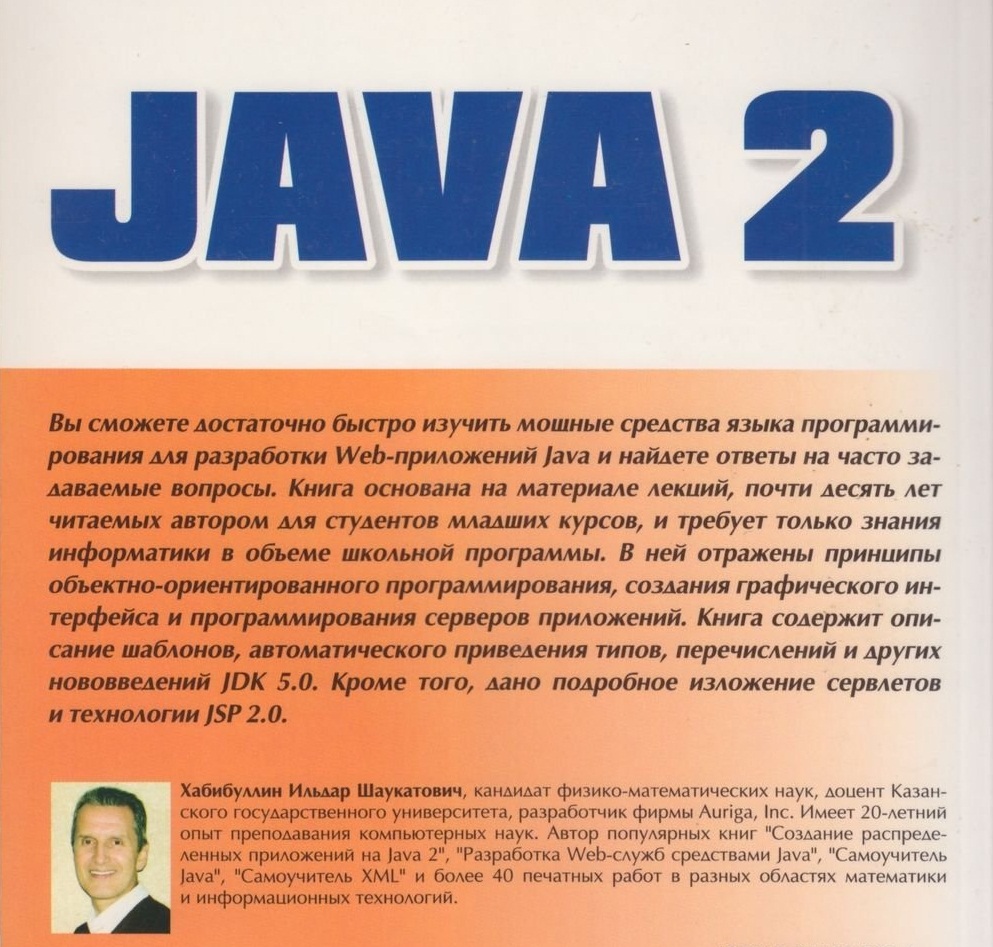 JAVA 2
Вы сможете достаточно быстро изучить мощные средства языка программи-
рования для разработки Web-приложений Java и найдете ответы на часто за-
даваемые вопросы. Книга основана на материале лекций, почти десять лет
читаемых автором для студентов младших курсов, и требует только знания
информатики в объеме школьной программы. В ней отражены принципы
объектно-ориентированного программирования, создания графического ин-
терфейса и программирования серверов приложений. Книга содержит опи-
сание шаблонов, автоматического приведения типов, перечислений и других
нововведений JDK 5.0. Кроме того, дано подробное изложение сервлетов
и технологии JSP 2.0.
Хабибуллин Ильдар Шаукатович, кандидат физико-математических наук, доцент Казан-
ского государственного университета, разработчик фирмы Auriga, Inc. Имеет 20-летний
опыт преподавания компьютерных наук. Автор популярных книг "Создание распреде-
ленных приложений на Java 2", "Разработка Web-служб средствами Java", "Самоучитель
Java", "Самоучитель XML" и более 40 печатных работ в разных областях математики
и информационных технологий.